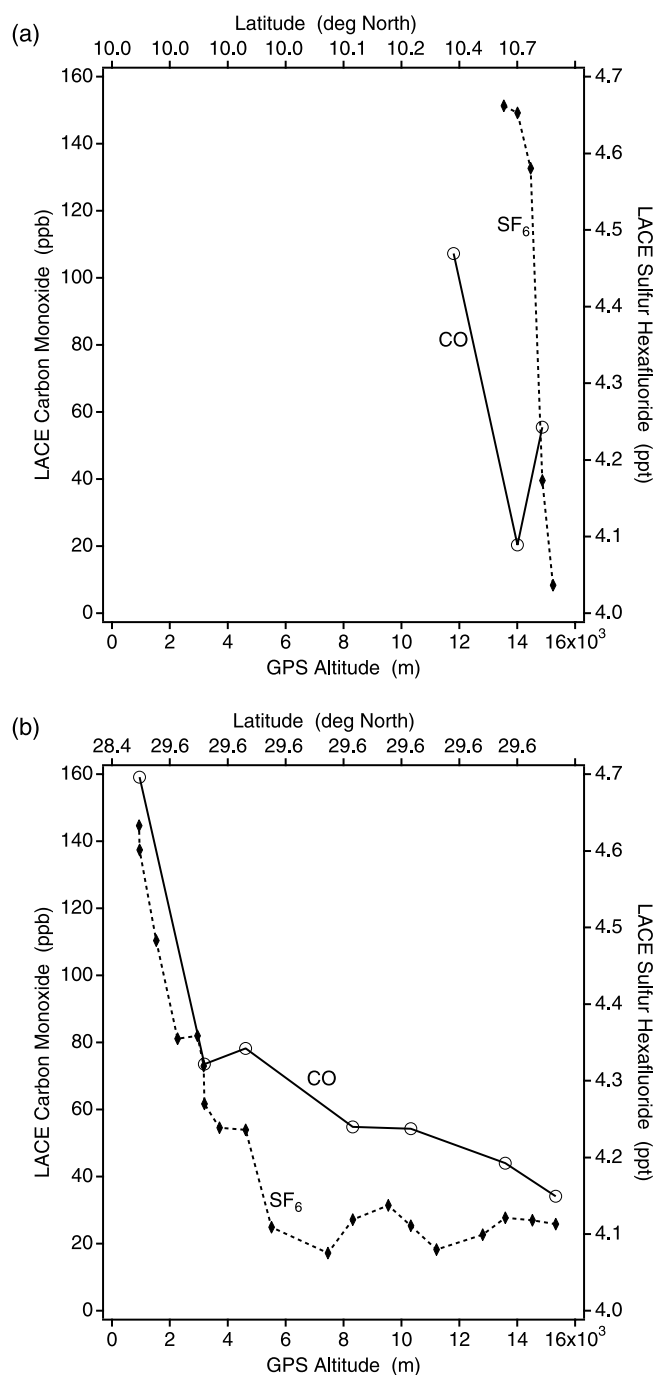 (a)
Latitude (deg North)
10.0 10.0 10.0 10.0 10.1 10.2 10.4 10.7
160
140
120
100
80
60
40
20
0
LACE Carbon Monoxide (ppb)
SF6
CO
4.7
4.6
4.5
4.4
4.3
4.2
4.1
4.0
LACE Sulfur Hexafluoride (ppt)
0 2 4 6 8 10 12 14 16x10³
GPS Altitude (m)
(b)
Latitude (deg North)
28.4 29.6 29.6 29.6 29.6 29.6 29.6 29.6
160
140
120
100
80
60
40
20
0
LACE Carbon Monoxide (ppb)
CO
SF6
4.7
4.6
4.5
4.4
4.3
4.2
4.1
4.0
LACE Sulfur Hexafluoride (ppt)
0 2 4 6 8 10 12 14 16x10³
GPS Altitude (m)